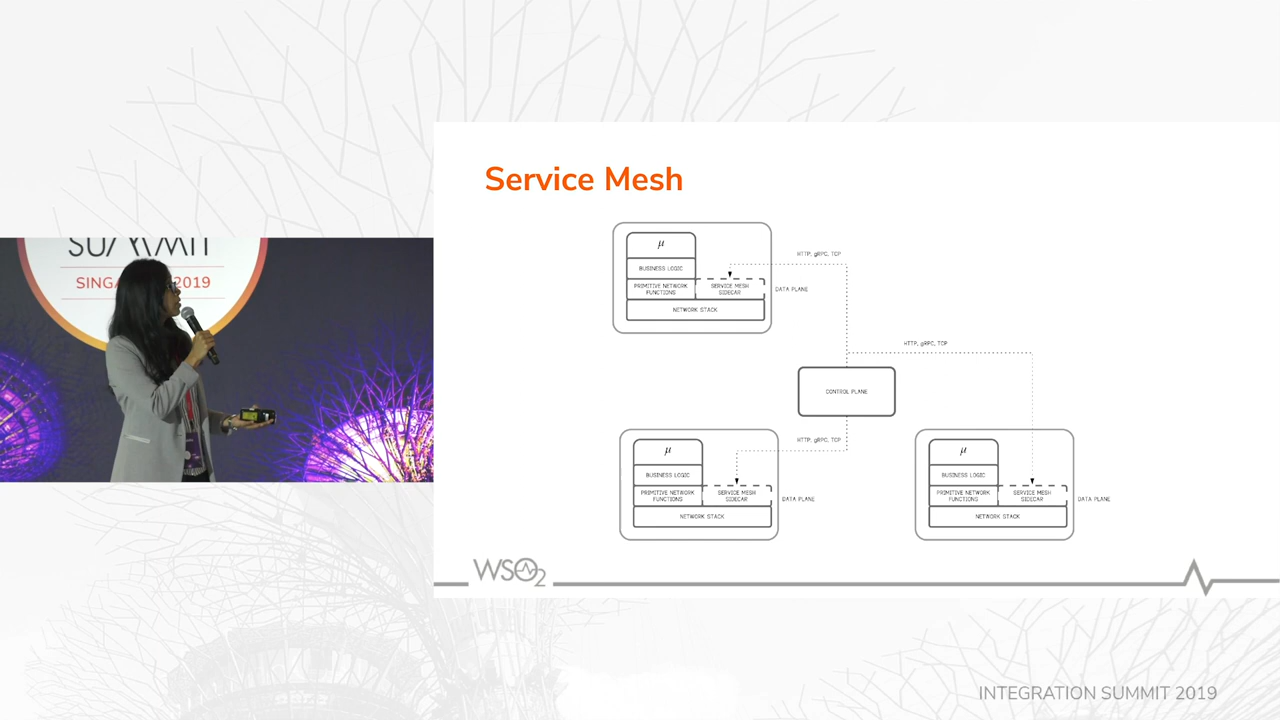 Service Mesh
μ
BUSINESS LOGIC
PRIMITIVE NETWORK
FUNCTIONS
SERVICE MESH
SIDECAR
NETWORK STACK
DATA PLANE
HTTP, gRPC, TCP
HTTP, gRPC, TCP
CONTROL PLANE
HTTP, gRPC, TCP
μ
BUSINESS LOGIC
PRIMITIVE NETWORK
FUNCTIONS
SERVICE MESH
SIDECAR
NETWORK STACK
DATA PLANE
μ
BUSINESS LOGIC
PRIMITIVE NETWORK
FUNCTIONS
SERVICE MESH
SIDECAR
NETWORK STACK
DATA PLANE
WSO2
SUMMIT
2019
INTEGRATION SUMMIT 2019